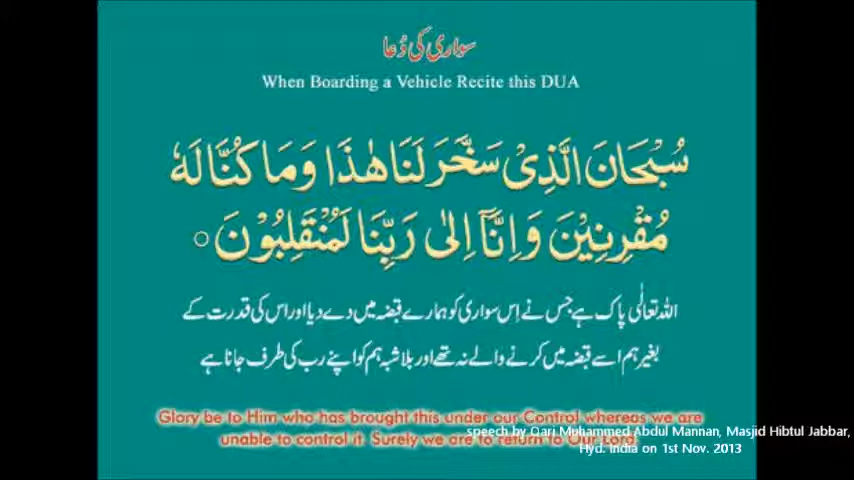 سواری کی دُعا
When Boarding a Vehicle Recite this DUA
سُبْحَانَ الَّذِیْ سَخَّرَ لَنَا هٰذَا وَمَا كُنَّا لَهٗ
مُقْرِنِیْنَ وَاِنَّآ اِلٰی رَبِّنَا لَمُنْقَلِبُوْنَ ○
اللہ تعالٰی پاک ہے جس نے اِس سواری کو ہمارے قبضہ میں دے دیا اور اس کی قدرت کے
بغیر ہم اسے قبضہ میں کرنے والے نہ تھے اور بلا شبہ ہم کو اپنے رب کی طرف جانا ہے
Glory be to Him who has brought this under our Control whereas we are
unable to control it. Surely we are to return to Our Lord.
speech by Qari Muhammed Abdul Mannan, Masjid Hibtul Jabbar,
Hyd. India on 1st Nov. 2013